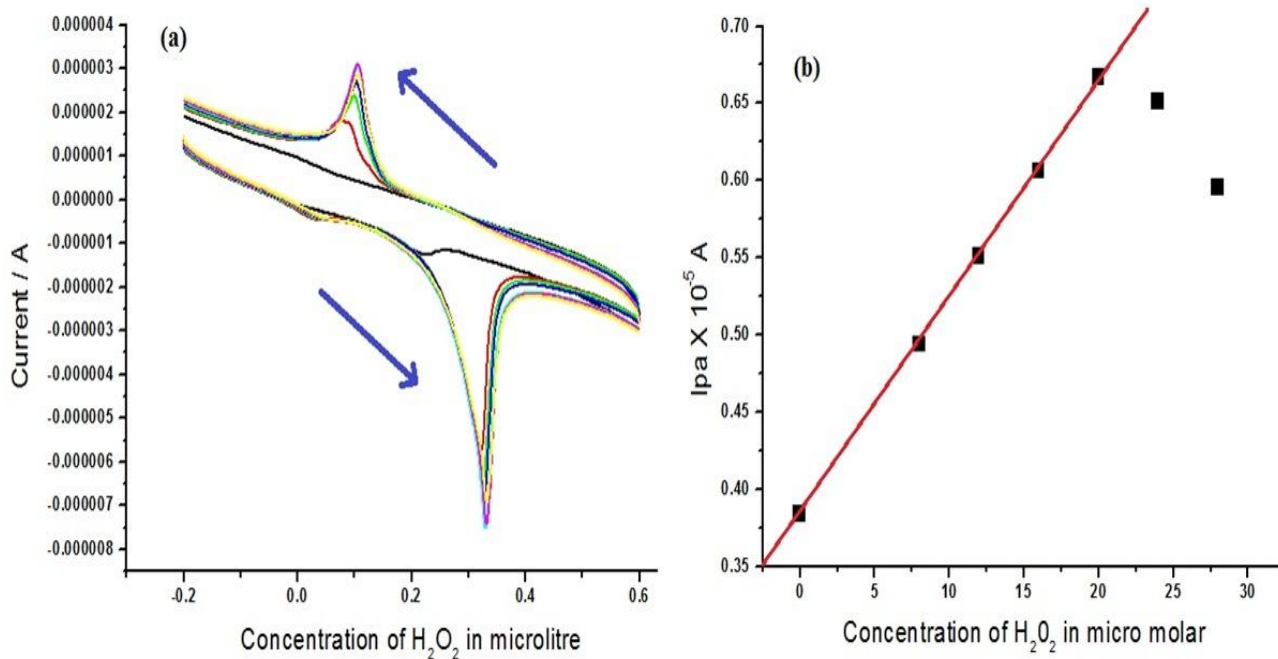 (a)
Currrent / A
0.000004
0.000003
0.000002
0.000001
0.000000
-0.000001
-0.000002
-0.000003
-0.000004
-0.000005
-0.000006
-0.000007
-0.000008
-0.2 0.0 0.2 0.4 0.6
Concentration of H₂O₂ in microlitre
(b)
Ipa X 10⁻⁵ A
0.70
0.65
0.60
0.55
0.50
0.45
0.40
0.35
0 5 10 15 20 25 30
Concentration of H₂0₂ in micro molar